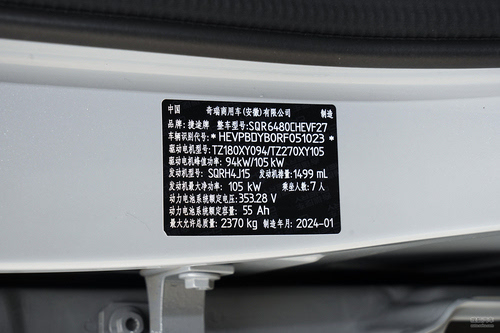 中国 奇瑞商用车(安徽)有限公司 制造
品牌: 捷途牌 整车型号:SQR6480CHEVF27
车辆识别代号: *HEVPBDYB0RF051023*
驱动电机型号:TZ180XY094/TZ270XY105
驱动电机峰值功率: 94kW/105 kW
发动机型号: SQRH4J15 发动机排量:1499 mL
发动机最大净功率: 105 kW 乘坐人数:7 人
动力电池系统额定电压:353.28 V
动力电池系统额定容量: 55 Ah
最大允许总质量: 2370 kg 制造年月: 2024-01